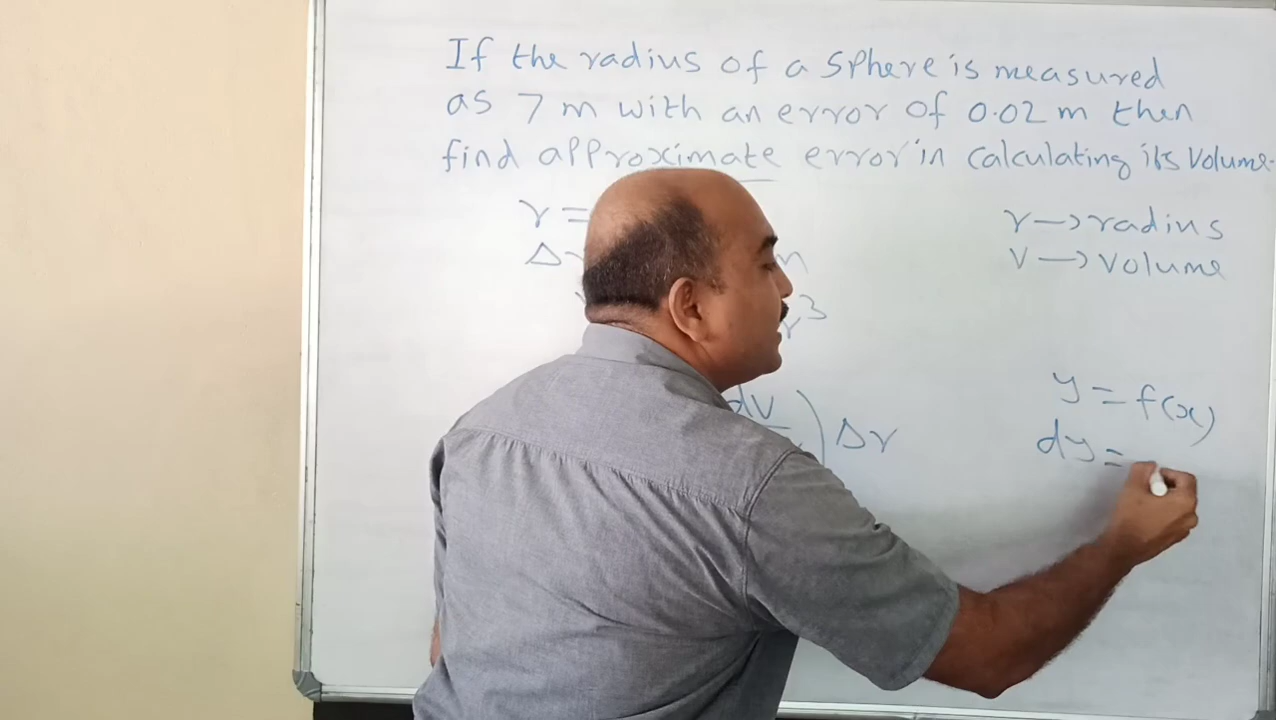 If the radius of a sphere is measured
as 7 m with an error of 0.02 m then
find approximate error in calculating its volume.
r =
r → radius
Δ
m
v → volume
r³
y = f(x)
dv
Δr
dy =